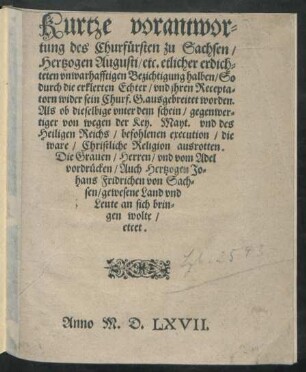 Kurtze vorantwor-
tung des Churfürsten zu Sachsen/
Hertzogen Augusti/ etc. etlicher erdich-
teten vnwarhafftigen Bezichtigung halben/ So
durch die erkleten Echter/ vnd jhren Recepta-
torn wider sein Churf. G. ausgebreitet worden.
Als ob dieselbige vnter dem schein/ gegenwer-
tiger von wegen der Key. Mayt. vnd des
Heiligen Reichs/ befohlenen execution/ die
ware/ Christliche Religion ausrotten.
Die Grauen/ Herren/ vnd vom Adel
vordrücken/ Auch Hertzogen Jo-
hans Fridrichen von Sach-
sen/ gewesene Land vnd
Leute an sich brin-
gen wolte/
etcet.
Anno M. D. LXVII.